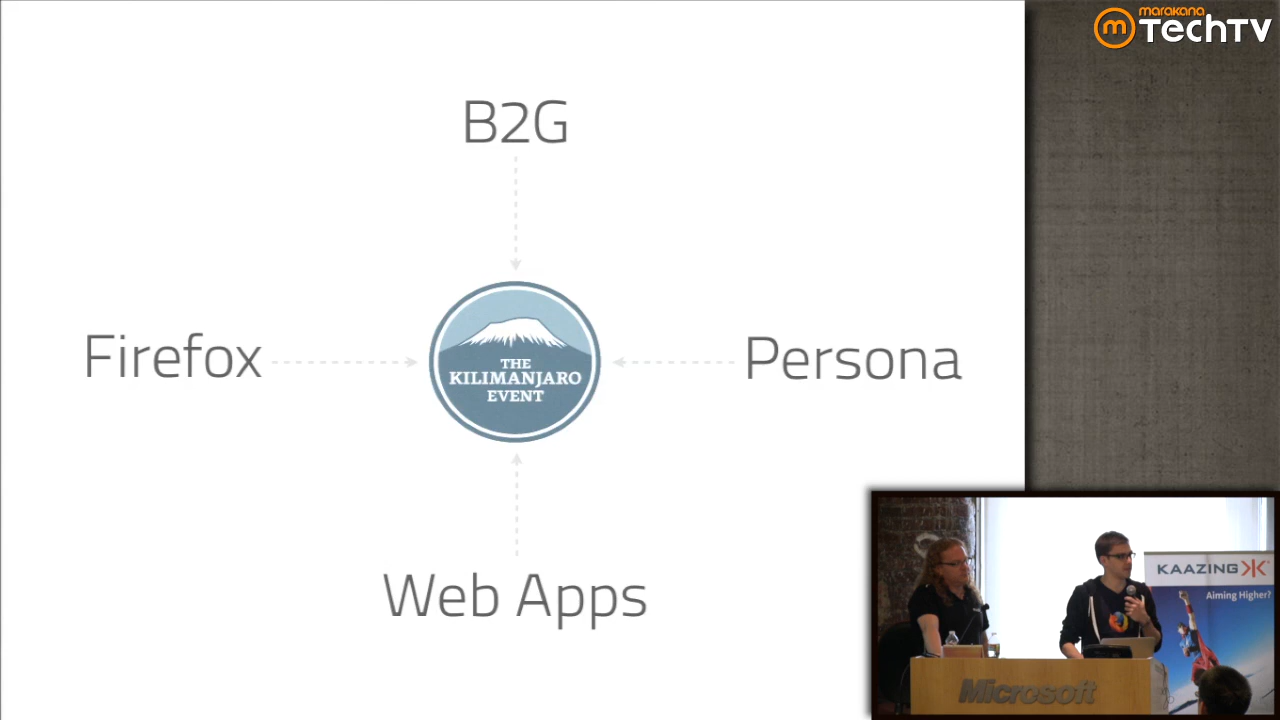 marakana
TechTV
B2G
Firefox
THE
KILIMANJARO
EVENT
Persona
Web Apps
KAAZING
Aiming Higher?
Microsoft